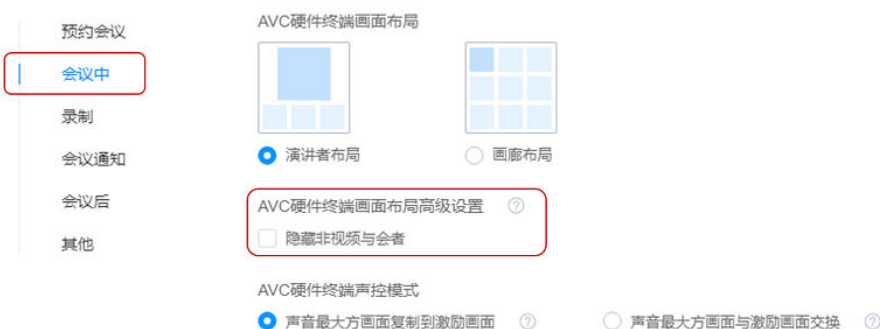 预约会议
会议中
录制
会议通知
会议后
其他
AVC硬件终端画面布局
演讲者布局
画廊布局
AVC硬件终端画面布局高级设置
隐藏非视频与会者
AVC硬件终端声控模式
声音最大方画面复制到激励画面
声音最大方画面与激励画面交换